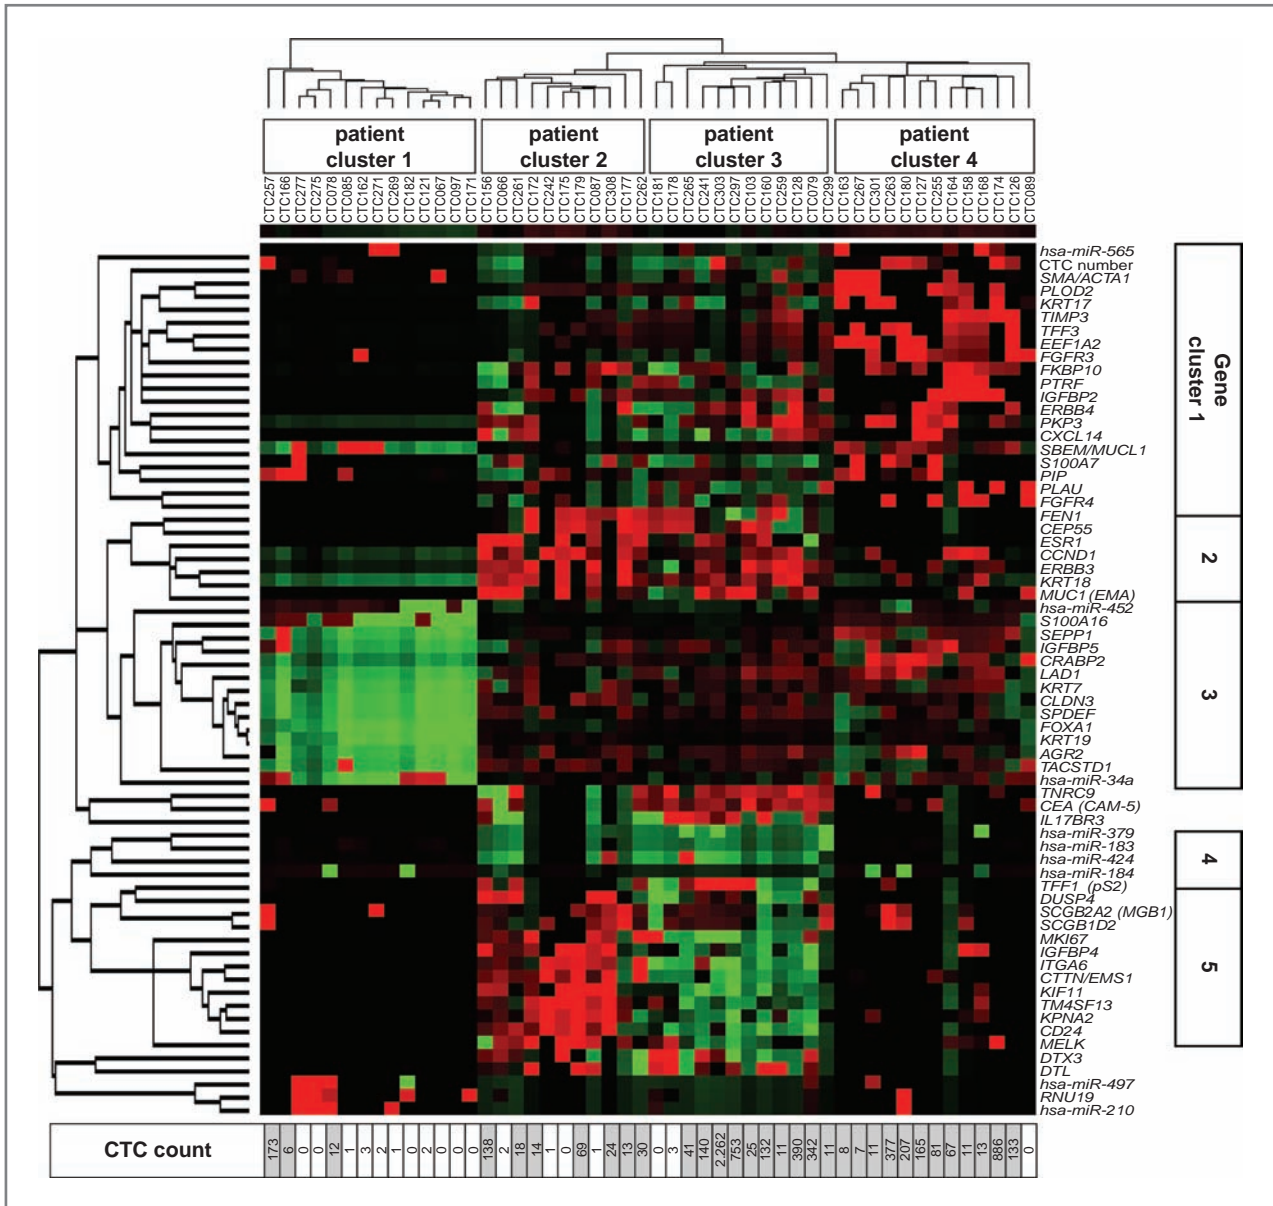 patient
cluster 1
patient
cluster 2
patient
cluster 3
patient
cluster 4
CTC257
CTC166
CTC277
CTC275
CTC078
CTC085
CTC162
CTC271
CTC269
CTC182
CTC121
CTC067
CTC097
CTC171
CTC156
CTC066
CTC261
CTC172
CTC242
CTC175
CTC179
CTC087
CTC308
CTC177
CTC262
CTC181
CTC178
CTC265
CTC241
CTC303
CTC297
CTC103
CTC160
CTC259
CTC128
CTC079
CTC299
CTC163
CTC267
CTC301
CTC263
CTC180
CTC127
CTC255
CTC164
CTC158
CTC168
CTC174
CTC126
CTC089
hsa-miR-565
CTC number
SMA/ACTA1
PLOD2
KRT17
TIMP3
TFF3
EEF1A2
FGFR3
FKBP10
PTRF
IGFBP2
ERBB4
PKP3
CXCL14
SBEM/MUCL1
S100A7
PIP
PLAU
FGFR4
FEN1
CEP55
ESR1
CCND1
ERBB3
KRT18
MUC1 (EMA)
hsa-miR-452
S100A16
SEPP1
IGFBP5
CRABP2
LAD1
KRT7
CLDN3
SPDEF
FOXA1
KRT19
AGR2
TACSTD1
hsa-miR-34a
TNRC9
CEA (CAM-5)
IL17BR3
hsa-miR-379
hsa-miR-183
hsa-miR-424
hsa-miR-184
TFF1 (pS2)
DUSP4
SCGB2A2 (MGB1)
SCGB1D2
MKI67
IGFBP4
ITGA6
CTTN/EMS1
KIF11
TM4SF13
KPNA2
CD24
MELK
DTX3
DTL
hsa-miR-497
RNU19
hsa-miR-210
Gene
cluster 1
2
3
4
5
CTC count
173
6
0
0
12
1
3
2
1
0
2
0
0
0
138
2
18
14
1
0
69
1
24
13
30
0
3
41
140
2.262
753
25
132
11
390
342
11
8
7
11
377
207
165
81
67
11
13
886
133
0